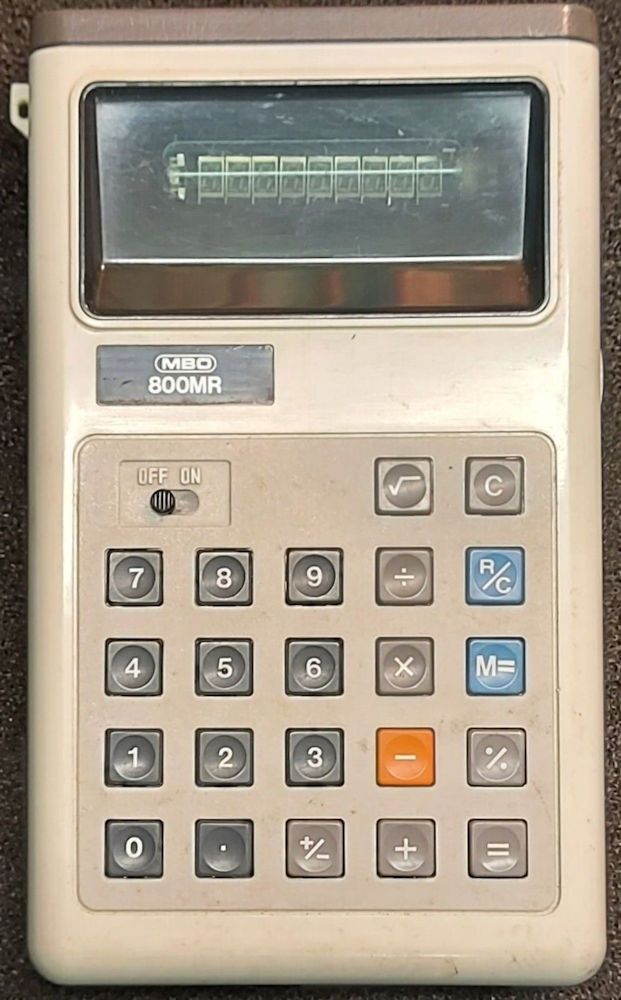 MBO
800MR
OFF ON
√ C
7 8 9 ÷ R/C
4 5 6 × M=
1 2 3 − %
0 . +/− + =